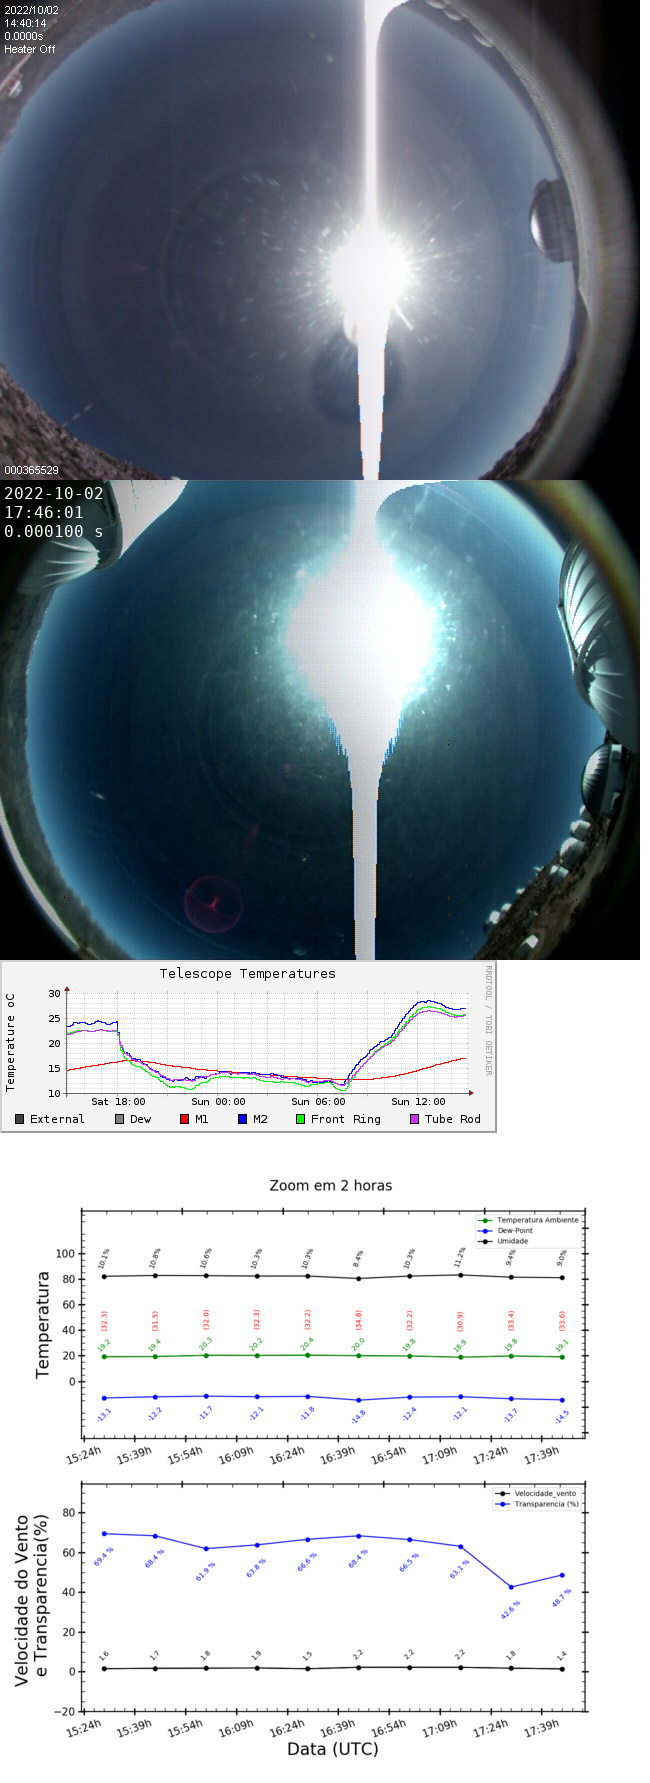 2022/10/02
14:40:14
0.0000s
Heater Off
000365529
2022-10-02
17:46:01
0.000100 s
Telescope Temperatures
RRDTOOL / TOBI OETIKER
Temperature oC
30
25
20
15
10
Sat 18:00 Sun 00:00 Sun 06:00 Sun 12:00
External Dew M1 M2 Front Ring Tube Rod
Zoom em 2 horas
Temperatura Ambiente
Dew-Point
Umidade
Temperatura
100
80
60
40
20
0
10.1% 10.8% 10.6% 10.3% 10.3% 8.4% 10.3% 11.2% 9.4% 9.0%
(32.3) (31.5) (32.0) (32.3) (32.2) (34.8) (32.2) (30.9) (33.4) (33.6)
19.2 19.4 20.3 20.2 20.4 20.0 19.8 18.9 19.8 19.1
-13.1 -12.2 -11.7 -12.1 -11.8 -14.8 -12.4 -12.1 -13.7 -14.5
15:24h 15:39h 15:54h 16:09h 16:24h 16:39h 16:54h 17:09h 17:24h 17:39h
Velocidade_vento
Transparencia (%)
Velocidade do Vento
e Transparencia(%)
80
60
40
20
0
−20
69.4 % 68.4 % 61.9 % 63.8 % 66.6 % 68.4 % 66.5 % 63.1 % 42.6 % 48.7 %
1.6 1.7 1.8 1.9 1.5 2.2 2.2 2.2 1.8 1.4
15:24h 15:39h 15:54h 16:09h 16:24h 16:39h 16:54h 17:09h 17:24h 17:39h
Data (UTC)